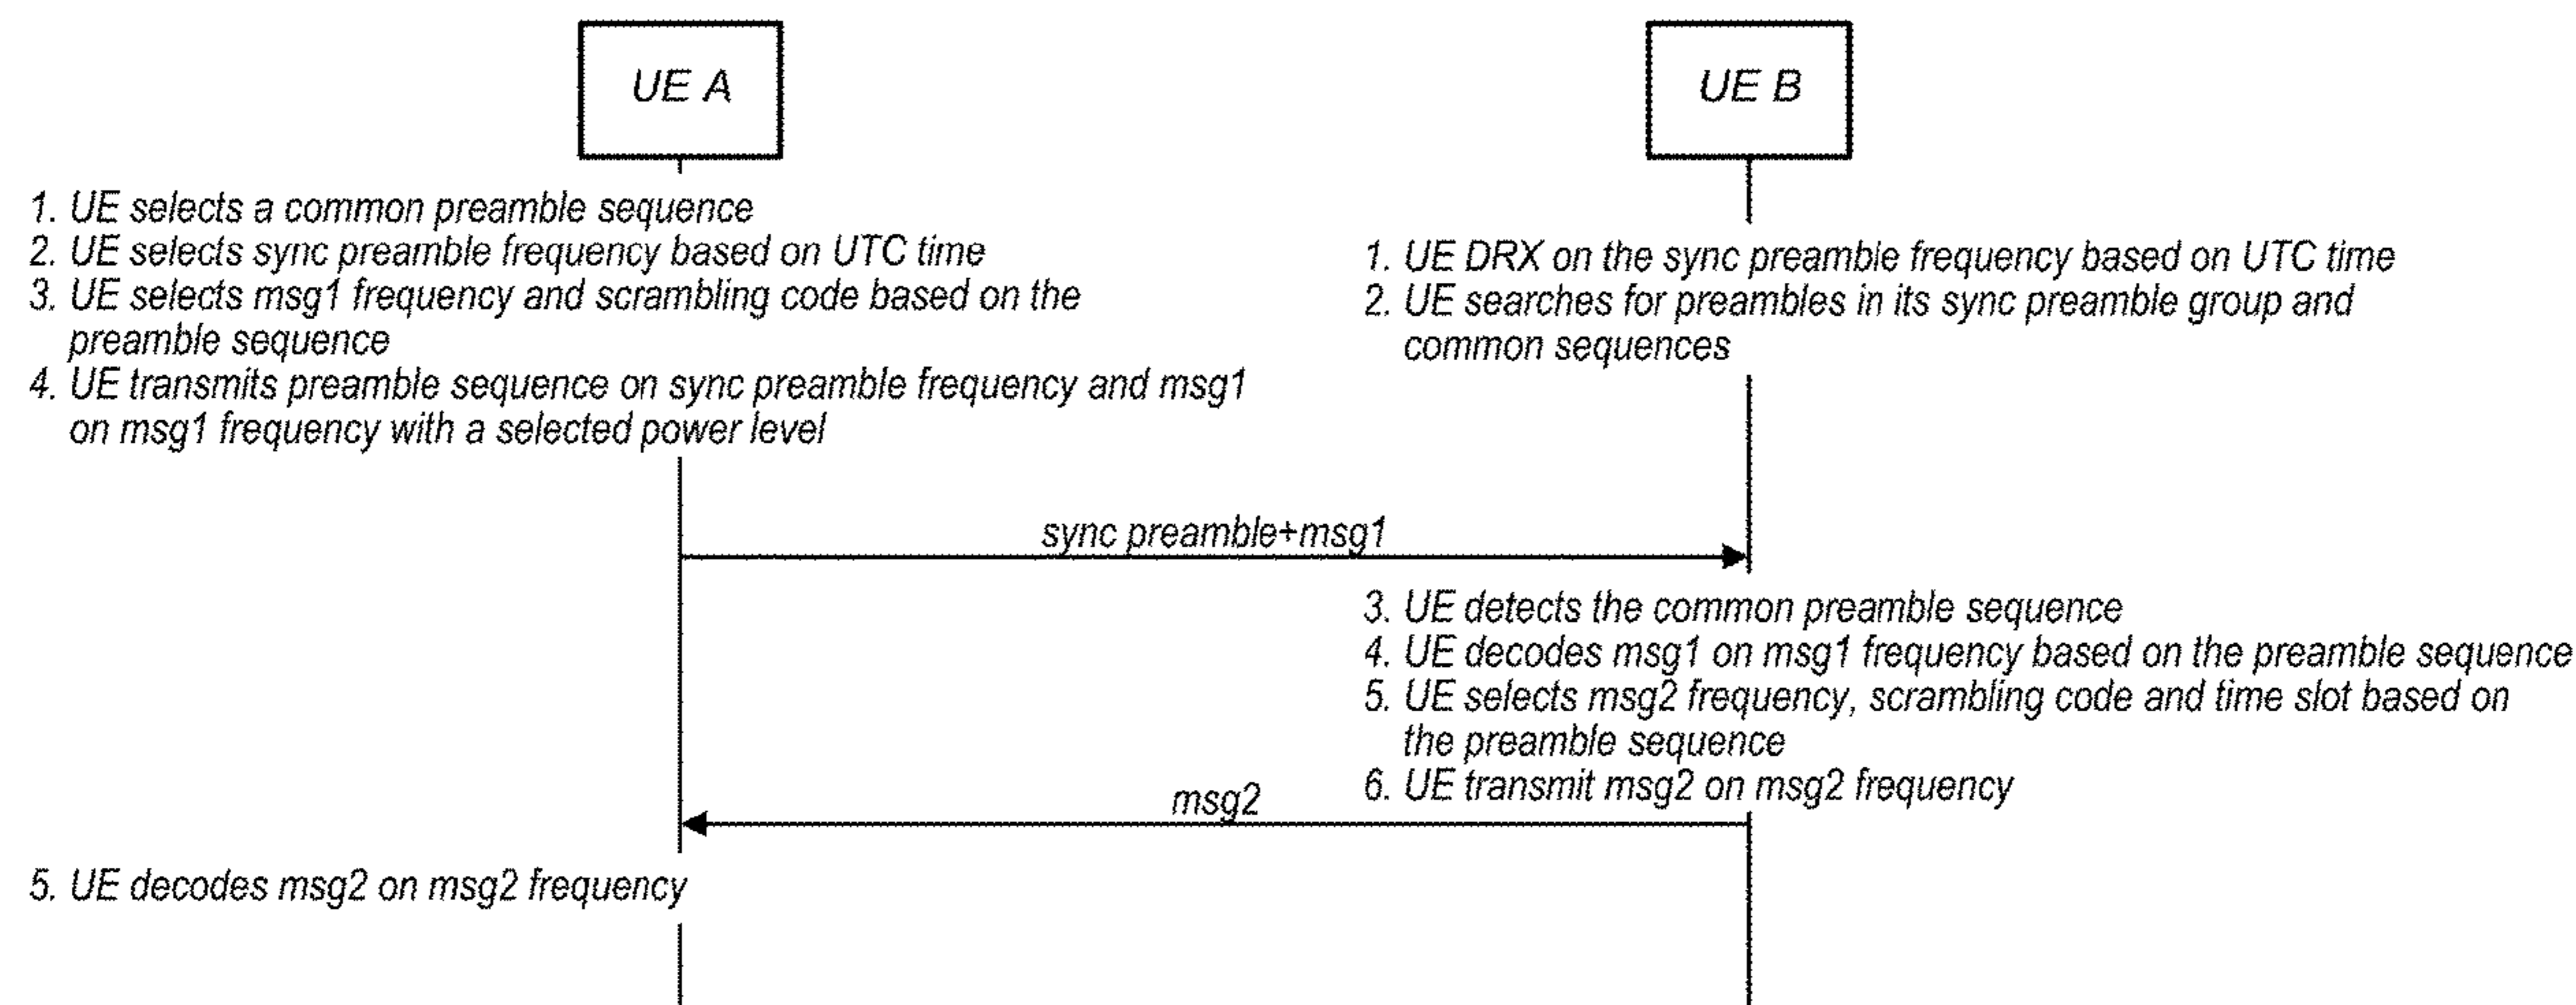 UE A
UE B
1. UE selects a common preamble sequence
2. UE selects sync preamble frequency based on UTC time
3. UE selects msg1 frequency and scrambling code based on the
preamble sequence
4. UE transmits preamble sequence on sync preamble frequency and msg1
on msg1 frequency with a selected power level
1. UE DRX on the sync preamble frequency based on UTC time
2. UE searches for preambles in its sync preamble group and
common sequences
sync preamble+msg1
3. UE detects the common preamble sequence
4. UE decodes msg1 on msg1 frequency based on the preamble sequence
5. UE selects msg2 frequency, scrambling code and time slot based on
the preamble sequence
6. UE transmit msg2 on msg2 frequency
msg2
5. UE decodes msg2 on msg2 frequency